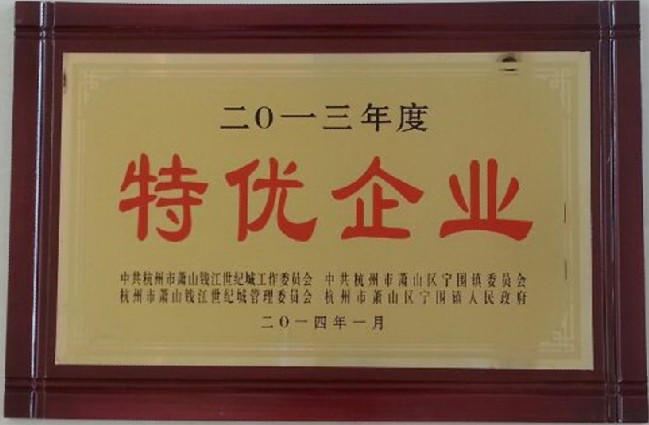 二〇一三年度
特优企业
中共杭州市萧山钱江世纪城工作委员会 中共杭州市萧山区宁围镇委员会
杭州市萧山钱江世纪城管理委员会 杭州市萧山区宁围镇人民政府
二〇一四年一月